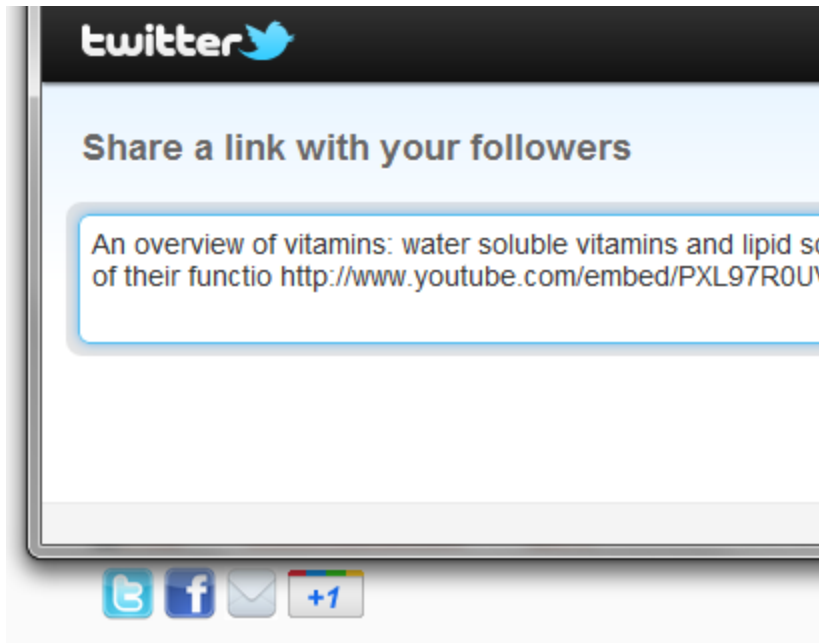 twitter
Share a link with your followers
An overview of vitamins: water soluble vitamins and lipid
of their functio http://www.youtube.com/embed/PXL97R0U
t
f
+1